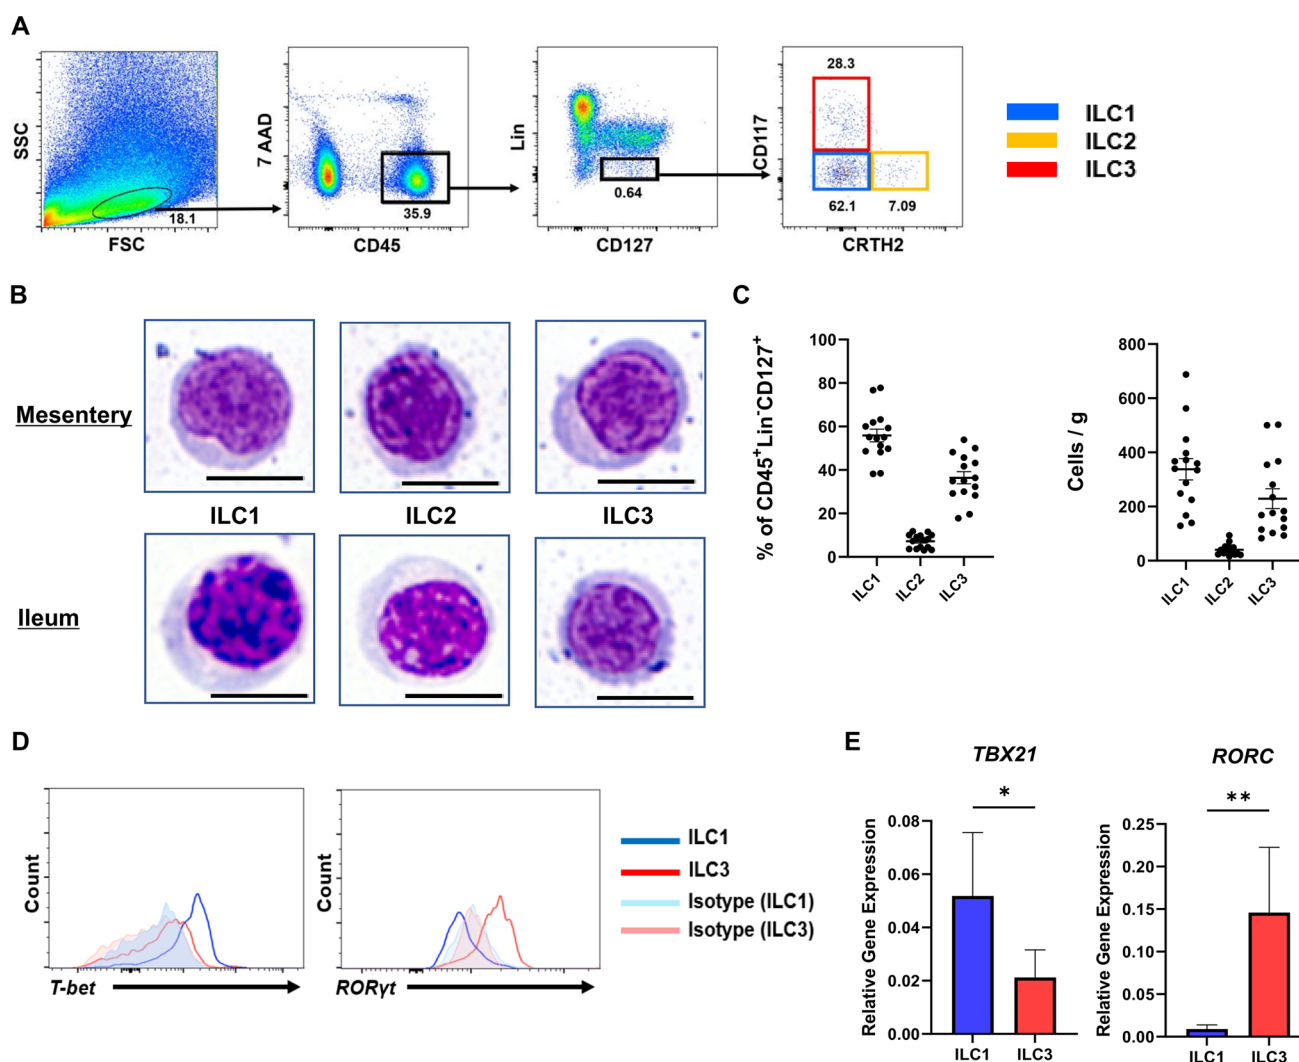 A
SSC
FSC
18.1
7 AAD
CD45
35.9
Lin
CD127
0.64
CD117
CRTH2
28.3
62.1
7.09
ILC1
ILC2
ILC3
B
Mesentery
ILC1
ILC2
ILC3
Ileum
C
% of CD45+Lin-CD127+
100
80
60
40
20
0
ILC1
ILC2
ILC3
Cells / g
800
600
400
200
0
ILC1
ILC2
ILC3
D
Count
T-bet
Count
RORγt
ILC1
ILC3
Isotype (ILC1)
Isotype (ILC3)
E
TBX21
*
Relative Gene Expression
0.08
0.06
0.04
0.02
0.00
ILC1
ILC3
RORC
**
Relative Gene Expression
0.25
0.20
0.15
0.10
0.05
0.00
ILC1
ILC3